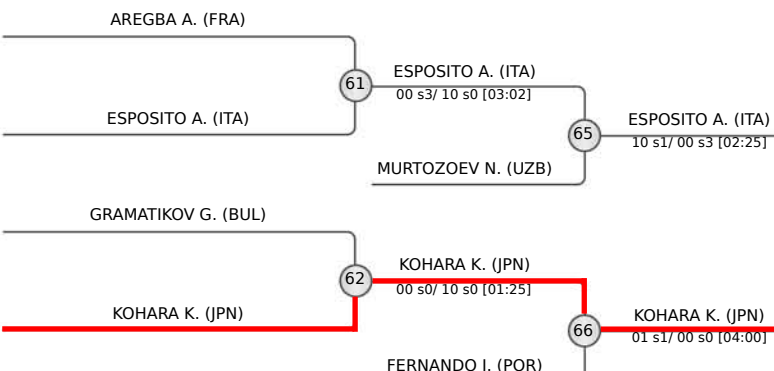 AREGBA A. (FRA)
61
ESPOSITO A. (ITA)
00 s3/ 10 s0 [03:02]
ESPOSITO A. (ITA)
65
ESPOSITO A. (ITA)
10 s1/ 00 s3 [02:25]
MURTOZOEV N. (UZB)
GRAMATIKOV G. (BUL)
62
KOHARA K. (JPN)
00 s0/ 10 s0 [01:25]
KOHARA K. (JPN)
66
KOHARA K. (JPN)
01 s1/ 00 s0 [04:00]
FERNANDO I. (POR)